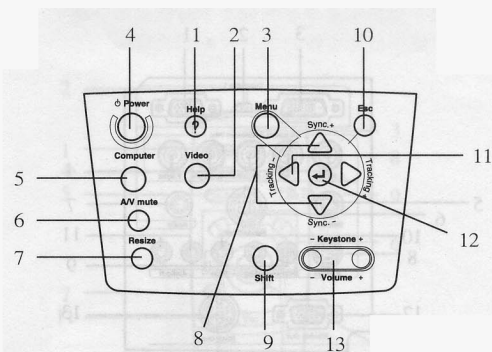 4 1 2 3 10
Power
Help
?
Menu
Esc
Sync.+
Computer
Video
Tracking -
Tracking +
11
5
A/V mute
6
Sync. -
12
Resize
7
- Keystone +
Shift
- Volume +
8 9 13